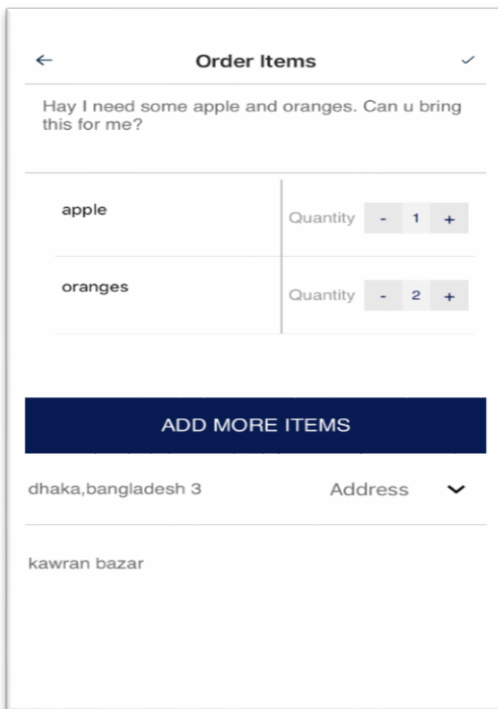 Order Items
Hay I need some apple and oranges. Can u bring
this for me?
apple
Quantity - 1 +
oranges
Quantity - 2 +
ADD MORE ITEMS
dhaka,bangladesh 3 Address
kawran bazar